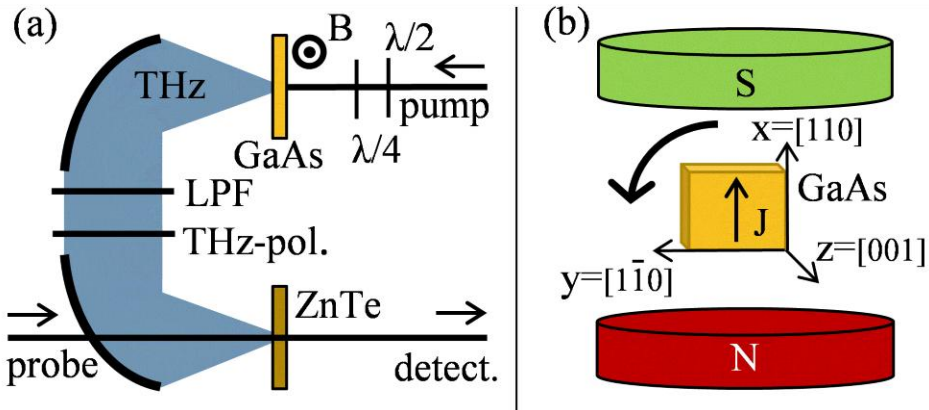 (a)
B
λ/2
THz
pump
GaAs
λ/4
LPF
THz-pol.
ZnTe
probe
detect.
(b)
S
x=[110]
GaAs
J
z=[001]
y=[11̄0]
N